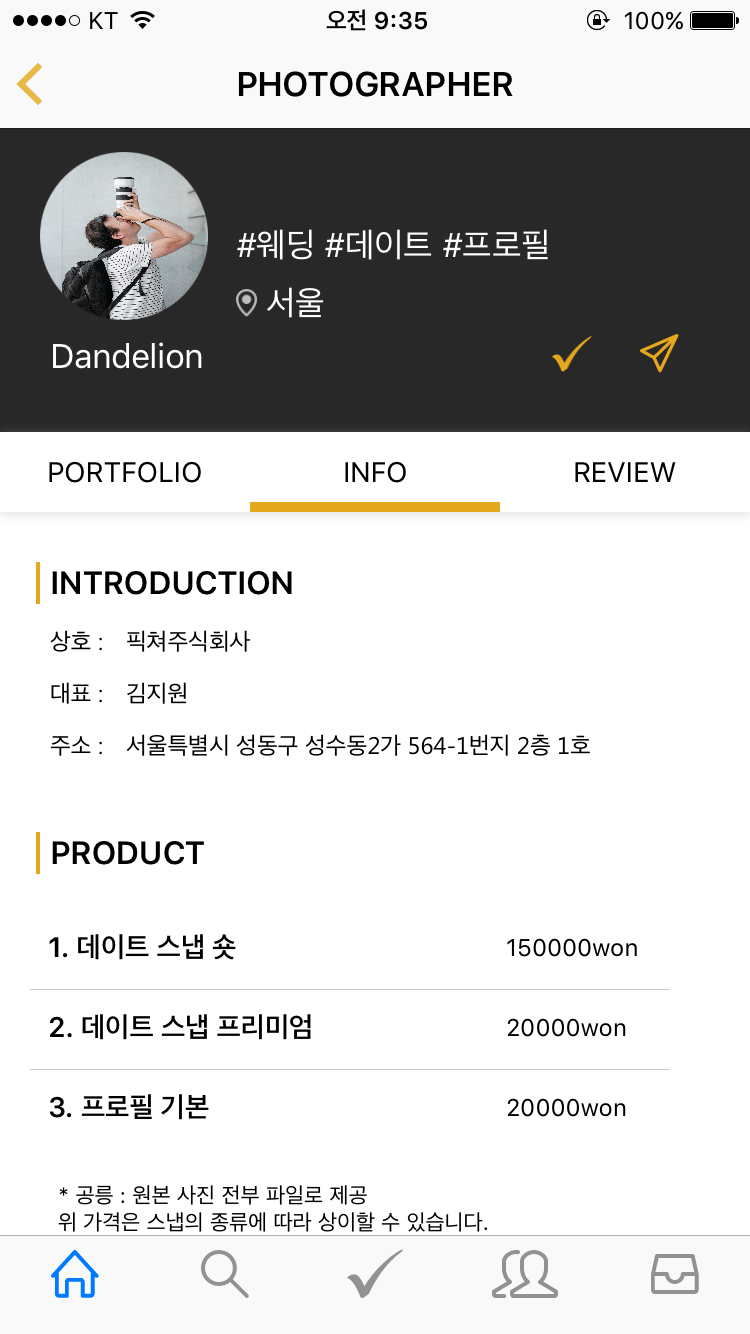 KT 오전 9:35 100%
PHOTOGRAPHER
#웨딩 #데이트 #프로필
서울
Dandelion
PORTFOLIO INFO REVIEW
INTRODUCTION
상호 : 픽쳐주식회사
대표 : 김지원
주소 : 서울특별시 성동구 성수동2가 564-1번지 2층 1호
PRODUCT
1. 데이트 스냅 숏 150000won
2. 데이트 스냅 프리미엄 20000won
3. 프로필 기본 20000won
* 공릉 : 원본 사진 전부 파일로 제공
위 가격은 스냅의 종류에 따라 상이할 수 있습니다.